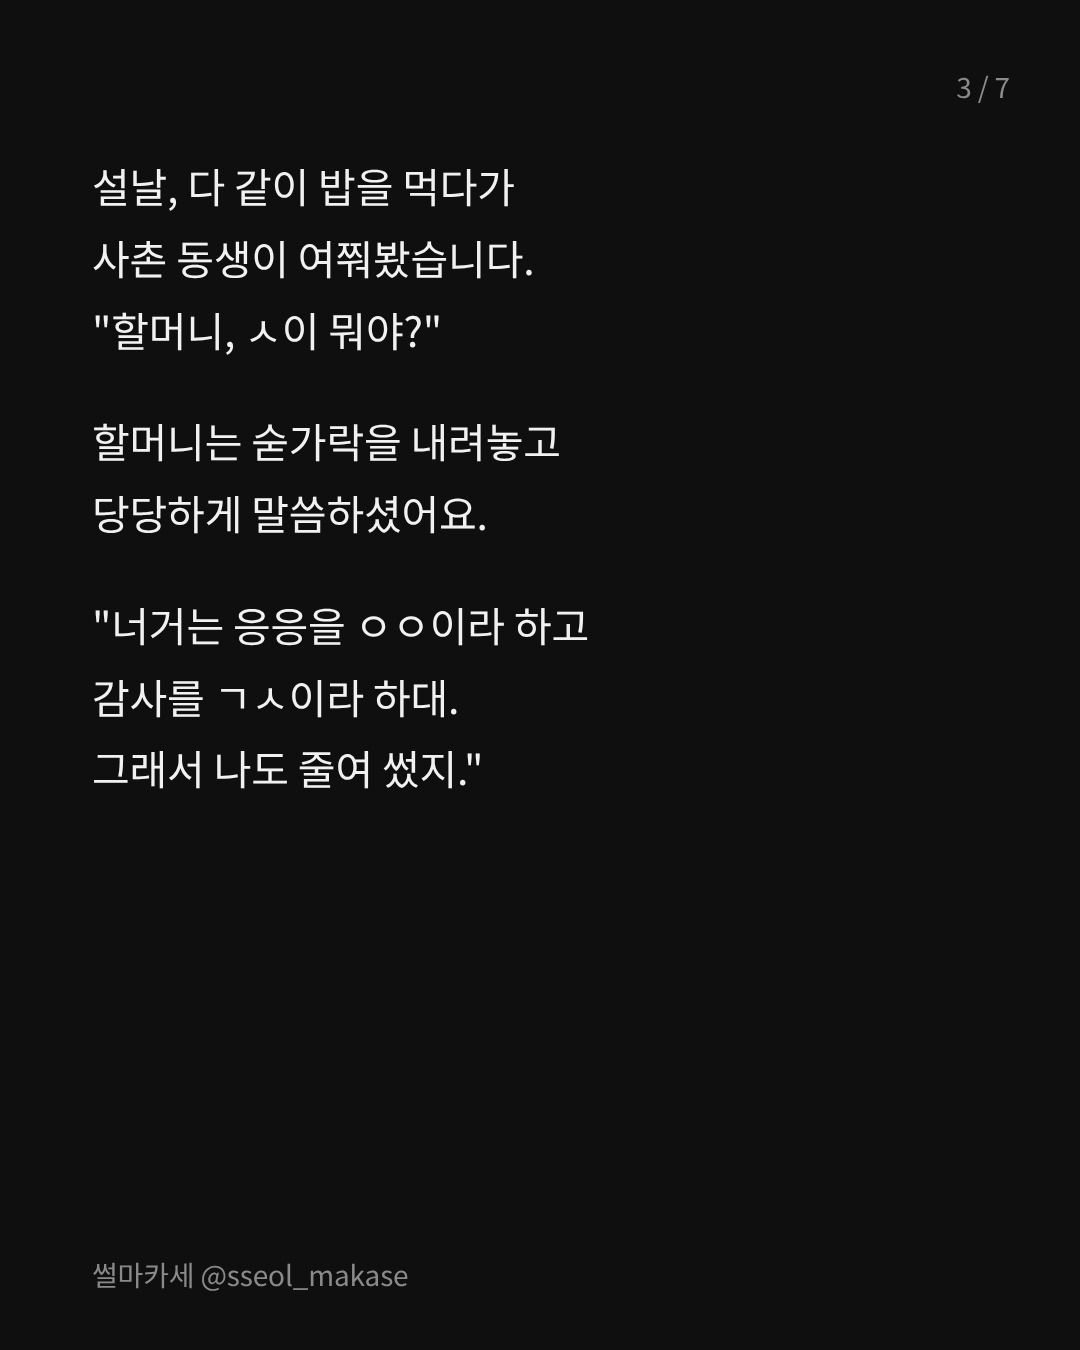 3 / 7
설날, 다 같이 밥을 먹다가
사촌 동생이 여쭤봤습니다.
"할머니, ㅅ이 뭐야?"
할머니는 숟가락을 내려놓고
당당하게 말씀하셨어요.
"너거는 응응을 ㅇㅇ이라 하고
감사를 ㄱㅅ이라 하대.
그래서 나도 줄여 썼지."
썰마카세 @sseol_makase